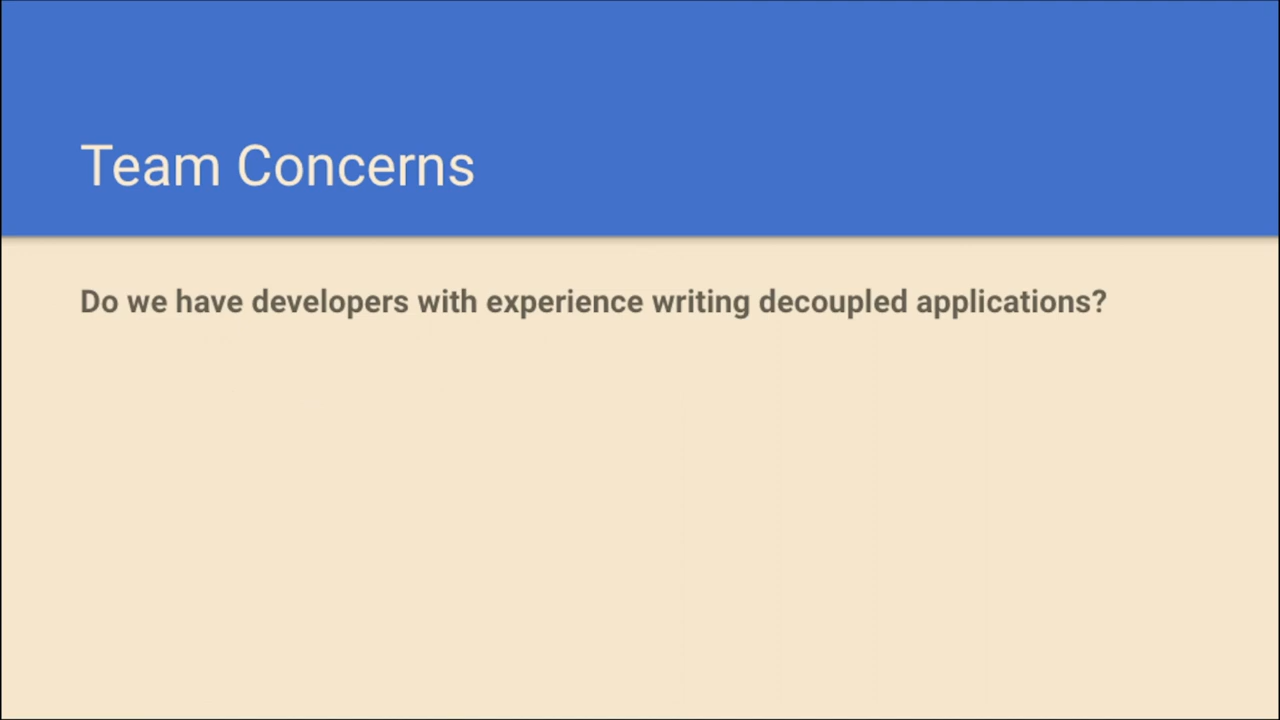 Team Concerns
Do we have developers with experience writing decoupled applications?